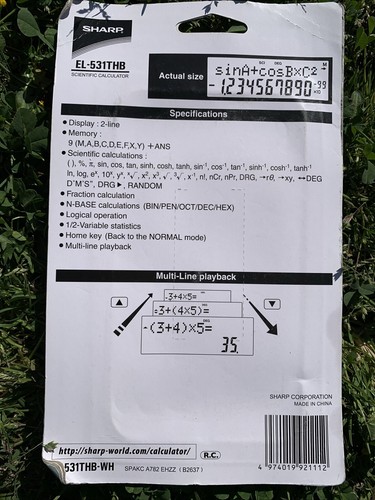 SHARP
EL-531THB
SCIENTIFIC CALCULATOR
Actual size
sinA+cosB×C²
-1.234567890 -99
×10
Specifications
● Display : 2-line
● Memory :
9 (M,A,B,C,D,E,F,X,Y) +ANS
● Scientific calculations :
( ), %, π, sin, cos, tan, sinh, cosh, tanh, sin⁻¹, cos⁻¹, tan⁻¹, sinh⁻¹, cosh⁻¹, tanh⁻¹
ln, log, eˣ, 10ˣ, yˣ, ˣ√ , x², x³, √ , ³√ , x⁻¹, n!, nCr, nPr, DRG, →rθ, →xy, ↔DEG
D°M'S", DRG►, RANDOM
● Fraction calculation
● N-BASE calculations (BIN/PEN/OCT/DEC/HEX)
● Logical operation
● 1/2-Variable statistics
● Home key (Back to the NORMAL mode)
● Multi-line playback
Multi-Line playback
-3+4×5=
-3+(4×5)=
-(3+4)×5=
35.
SHARP CORPORATION
MADE IN CHINA
http://sharp-world.com/calculator/
R.C.
531THB-WH
SPAKC A782 EHZZ (B2637)
4 974019 921112